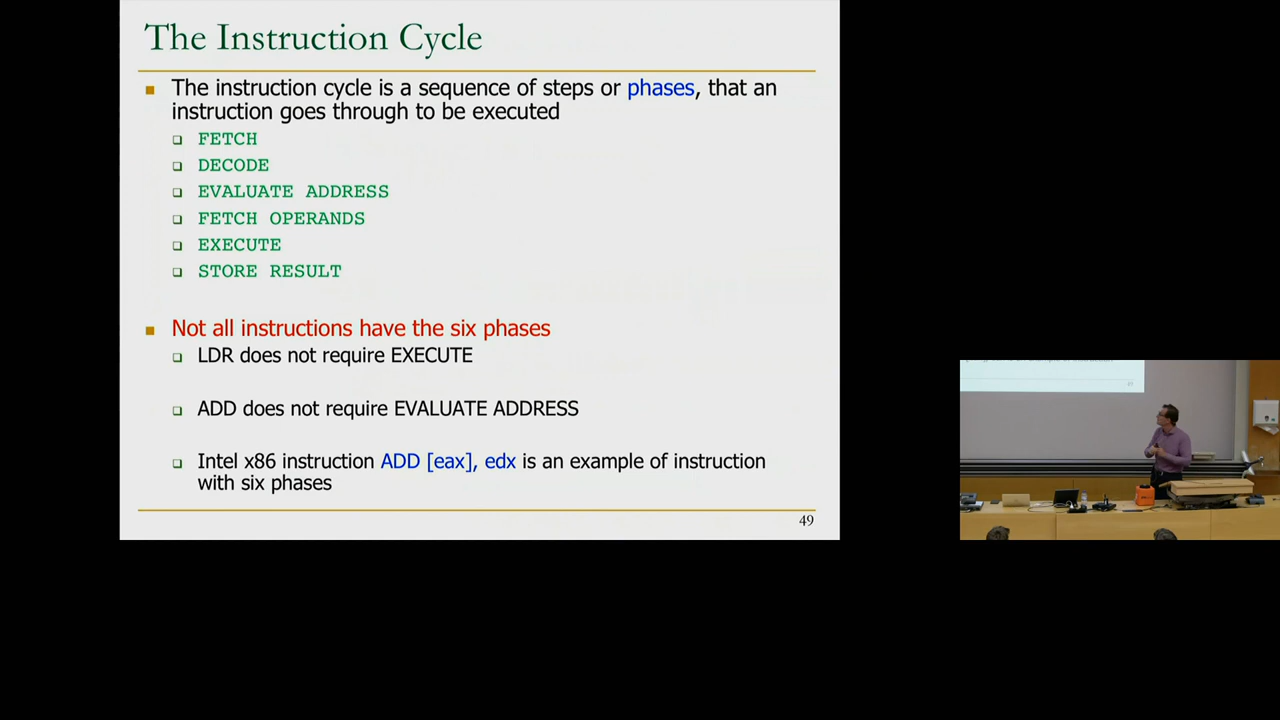 The Instruction Cycle
The instruction cycle is a sequence of steps or phases, that an
instruction goes through to be executed
FETCH
DECODE
EVALUATE ADDRESS
FETCH OPERANDS
EXECUTE
STORE RESULT
Not all instructions have the six phases
LDR does not require EXECUTE
ADD does not require EVALUATE ADDRESS
Intel x86 instruction ADD [eax], edx is an example of instruction
with six phases
49